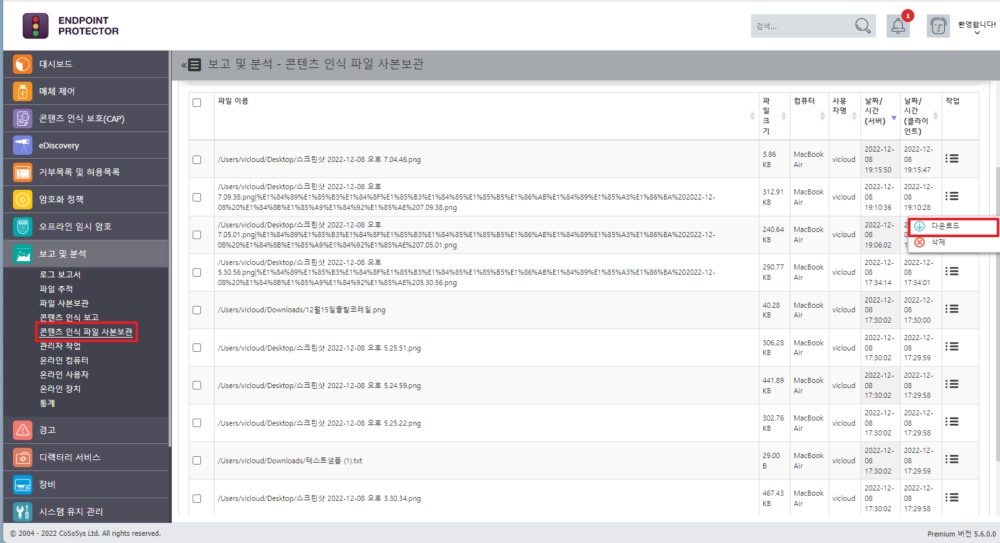 ENDPOINT
PROTECTOR
검색...
1
환영합니다!
대시보드
매체 제어
콘텐츠 인식 보호(CAP)
eDiscovery
거부목록 및 허용목록
암호화 정책
오프라인 임시 암호
보고 및 분석
로그 보고서
파일 추적
파일 사본보관
콘텐츠 인식 보고
콘텐츠 인식 파일 사본보관
관리자 작업
온라인 컴퓨터
온라인 사용자
온라인 장치
통계
경고
디렉터리 서비스
장비
시스템 유지 관리
보고 및 분석 - 콘텐츠 인식 파일 사본보관
파일 이름
파
일
크
기
컴퓨터
사용
자명
날짜/
시간
(서버)
날짜/
시간
(클라이
언트)
작업
/Users/vicloud/Desktop/스크린샷 2022-12-08 오후 7.04.46.png
3.86
KB
MacBook
Air
vicloud
2022-12-
08
19:15:50
2022-12-
08
19:15:47
/Users/vicloud/Desktop/스크린샷 2022-12-08 오후
7.09.38.png|%E1%84%89%E1%85%B3%E1%84%8F%E1%85%B3%E1%84%85%E1%85%B5%E1%86%AB%E1%84%89%E1%85%A3%E1%86%BA%202022-12-
08%20%E1%84%8B%E1%85%A9%E1%84%92%E1%85%AE%207.09.38.png
312.91
KB
MacBook
Air
vicloud
2022-12-
08
19:10:36
2022-12-
08
19:10:28
/Users/vicloud/Desktop/스크린샷 2022-12-08 오후
7.05.01.png|%E1%84%89%E1%85%B3%E1%84%8F%E1%85%B3%E1%84%85%E1%85%B5%E1%86%AB%E1%84%89%E1%85%A3%E1%86%BA%202022-12-
08%20%E1%84%8B%E1%85%A9%E1%84%92%E1%85%AE%207.05.01.png
240.64
KB
MacBook
Air
vicloud
2022-12-
08
19:06:02
다운로드
삭제
/Users/vicloud/Desktop/스크린샷 2022-12-08 오후
5.30.56.png|%E1%84%89%E1%85%B3%E1%84%8F%E1%85%B3%E1%84%85%E1%85%B5%E1%86%AB%E1%84%89%E1%85%A3%E1%86%BA%202022-12-
08%20%E1%84%8B%E1%85%A9%E1%84%92%E1%85%AE%205.30.56.png
290.77
KB
MacBook
Air
vicloud
2022-12-
08
17:34:14
2022-12-
08
17:34:01
/Users/vicloud/Downloads/12월15일출발코레일.png
40.28
KB
MacBook
Air
vicloud
2022-12-
08
17:30:02
2022-12-
08
17:30:00
/Users/vicloud/Desktop/스크린샷 2022-12-08 오후 5.25.51.png
306.28
KB
MacBook
Air
vicloud
2022-12-
08
17:30:02
2022-12-
08
17:29:59
/Users/vicloud/Desktop/스크린샷 2022-12-08 오후 5.24.59.png
441.89
KB
MacBook
Air
vicloud
2022-12-
08
17:30:02
2022-12-
08
17:29:58
/Users/vicloud/Desktop/스크린샷 2022-12-08 오후 5.25.22.png
302.76
KB
MacBook
Air
vicloud
2022-12-
08
17:30:02
2022-12-
08
17:29:58
/Users/vicloud/Downloads/테스트샘플 (1).txt
29.00
B
MacBook
Air
vicloud
2022-12-
08
17:30:02
2022-12-
08
17:29:59
/Users/vicloud/Desktop/스크린샷 2022-12-08 오후 3.30.34.png
467.43
KB
MacBook
Air
vicloud
2022-12-
08
17:30:02
2022-12-
08
17:29:58
© 2004 - 2022 CoSoSys Ltd. All rights reserved.
Premium 버전 5.6.0.0